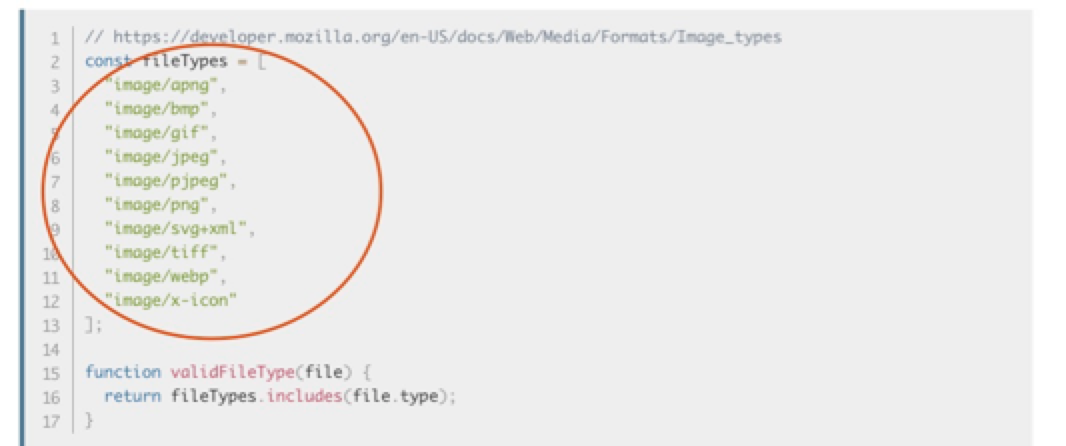 1 // https://developer.mozilla.org/en-US/docs/Web/Media/Formats/Image_types
2 const fileTypes = [
3   "image/apng",
4   "image/bmp",
5   "image/gif",
6   "image/jpeg",
7   "image/pjpeg",
8   "image/png",
9   "image/svg+xml",
10   "image/tiff",
11   "image/webp",
12   "image/x-icon"
13 ];
14
15 function validFileType(file) {
16   return fileTypes.includes(file.type);
17 }